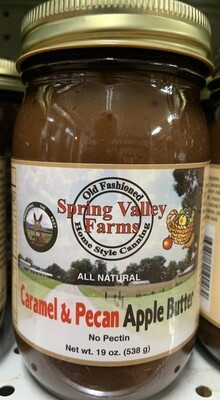 Old Fashioned
Spring Valley
Farms
Home Style Canning
ALL NATURAL
Caramel & Pecan Apple Butter
No Pectin
Net wt. 19 oz. (538 g)